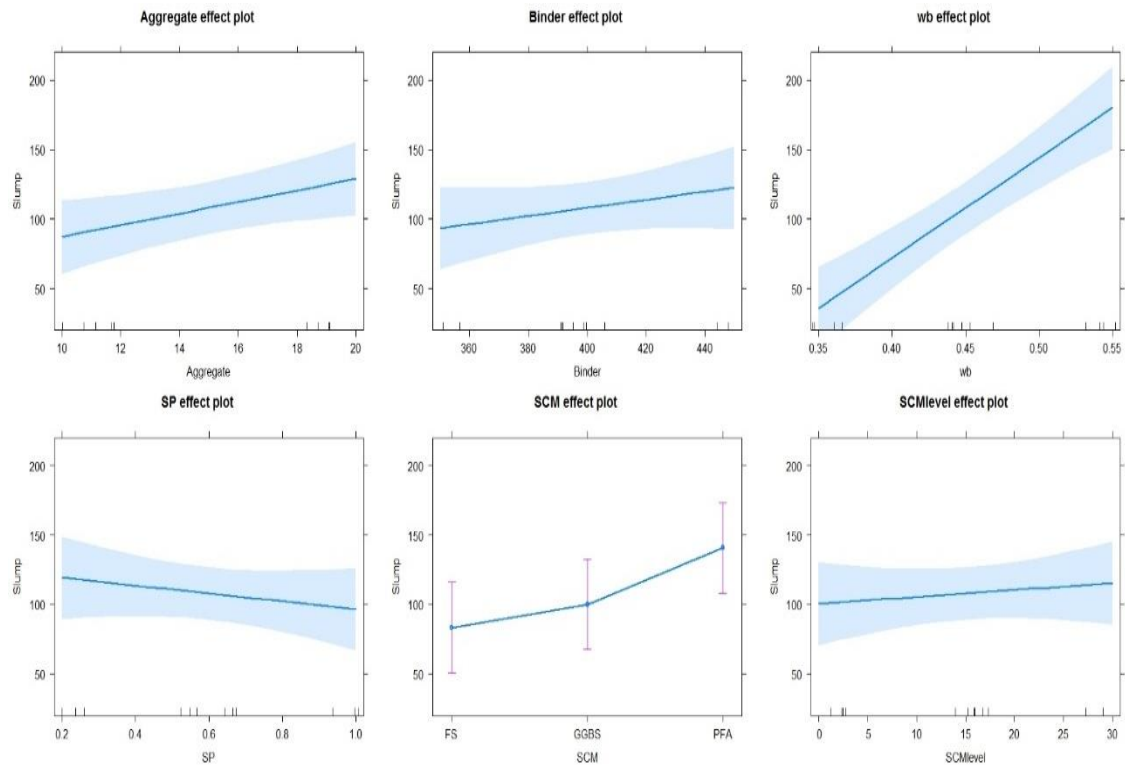 Aggregate effect plot
Binder effect plot
wb effect plot
200
150
100
50
Slump
10 12 14 16 18 20
Aggregate
200
150
100
50
Slump
360 380 400 420 440
Binder
200
150
100
50
Slump
0.35 0.40 0.45 0.50 0.55
wb
SP effect plot
SCM effect plot
SCMlevel effect plot
200
150
100
50
Slump
0.2 0.4 0.6 0.8 1.0
SP
200
150
100
50
Slump
FS GGBS PFA
SCM
200
150
100
50
Slump
0 5 10 15 20 25 30
SCMlevel